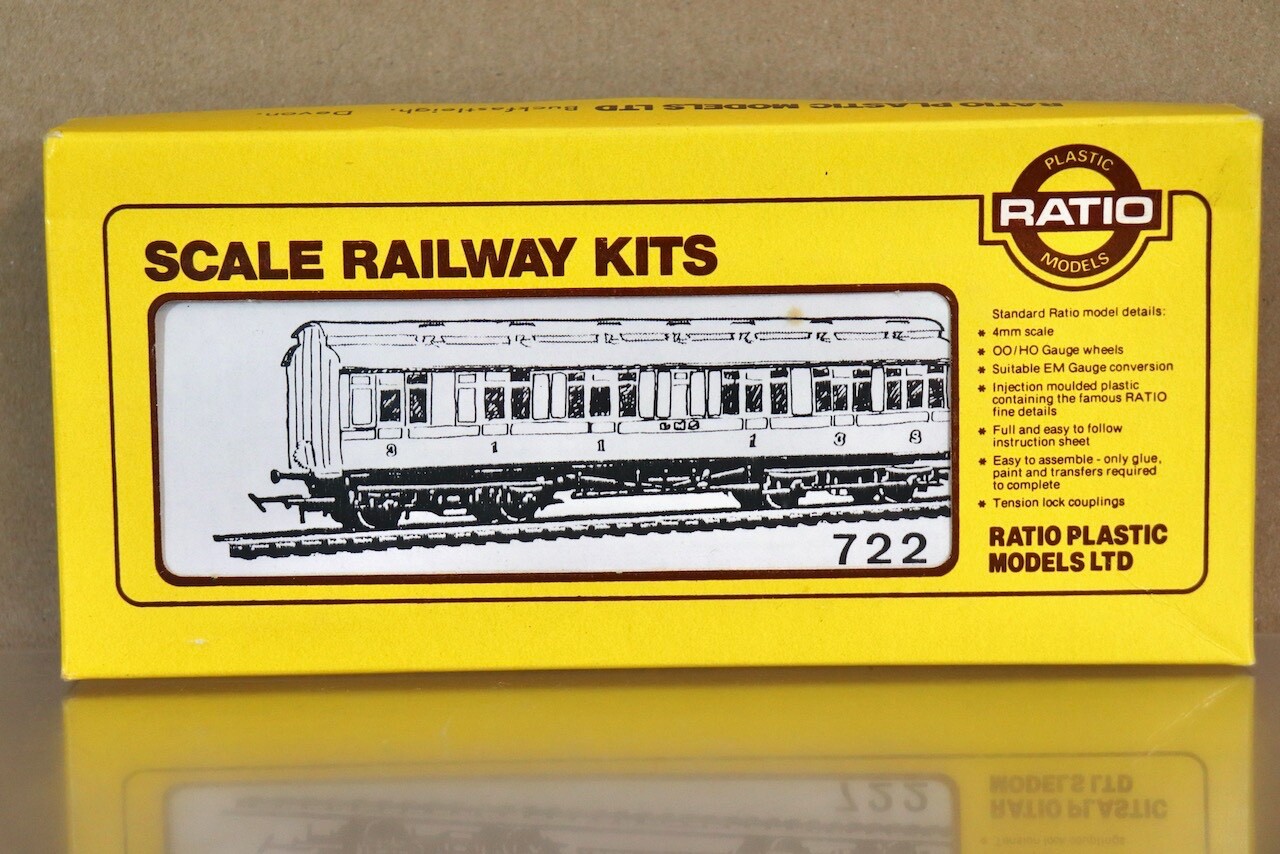 RATIO PLASTIC MODELS LTD Buckfastleigh, Devon.
PLASTIC
RATIO
MODELS
SCALE RAILWAY KITS
Standard Ratio model details:
* 4mm scale
* OO/HO Gauge wheels
* Suitable EM Gauge conversion
* Injection moulded plastic
containing the famous RATIO
fine details
* Full and easy to follow
instruction sheet
* Easy to assemble - only glue,
paint and transfers required
to complete
* Tension lock couplings
RATIO PLASTIC
MODELS LTD
3 1 1 LMS 1 3 3
722